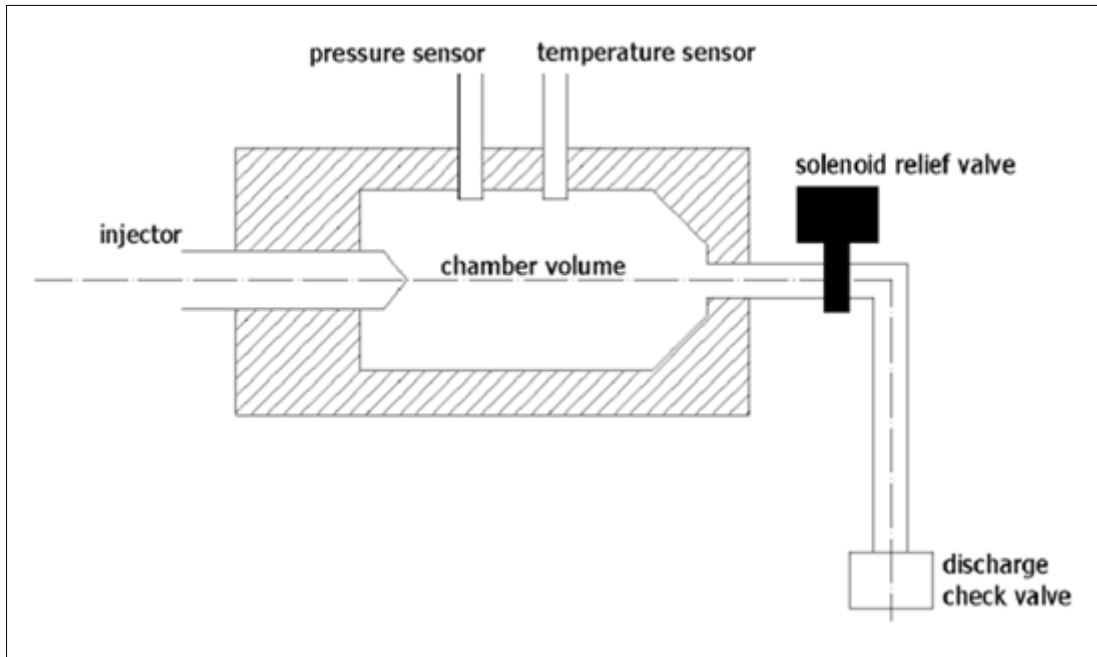 pressure sensor
temperature sensor
solenoid relief valve
injector
chamber volume
discharge
check valve